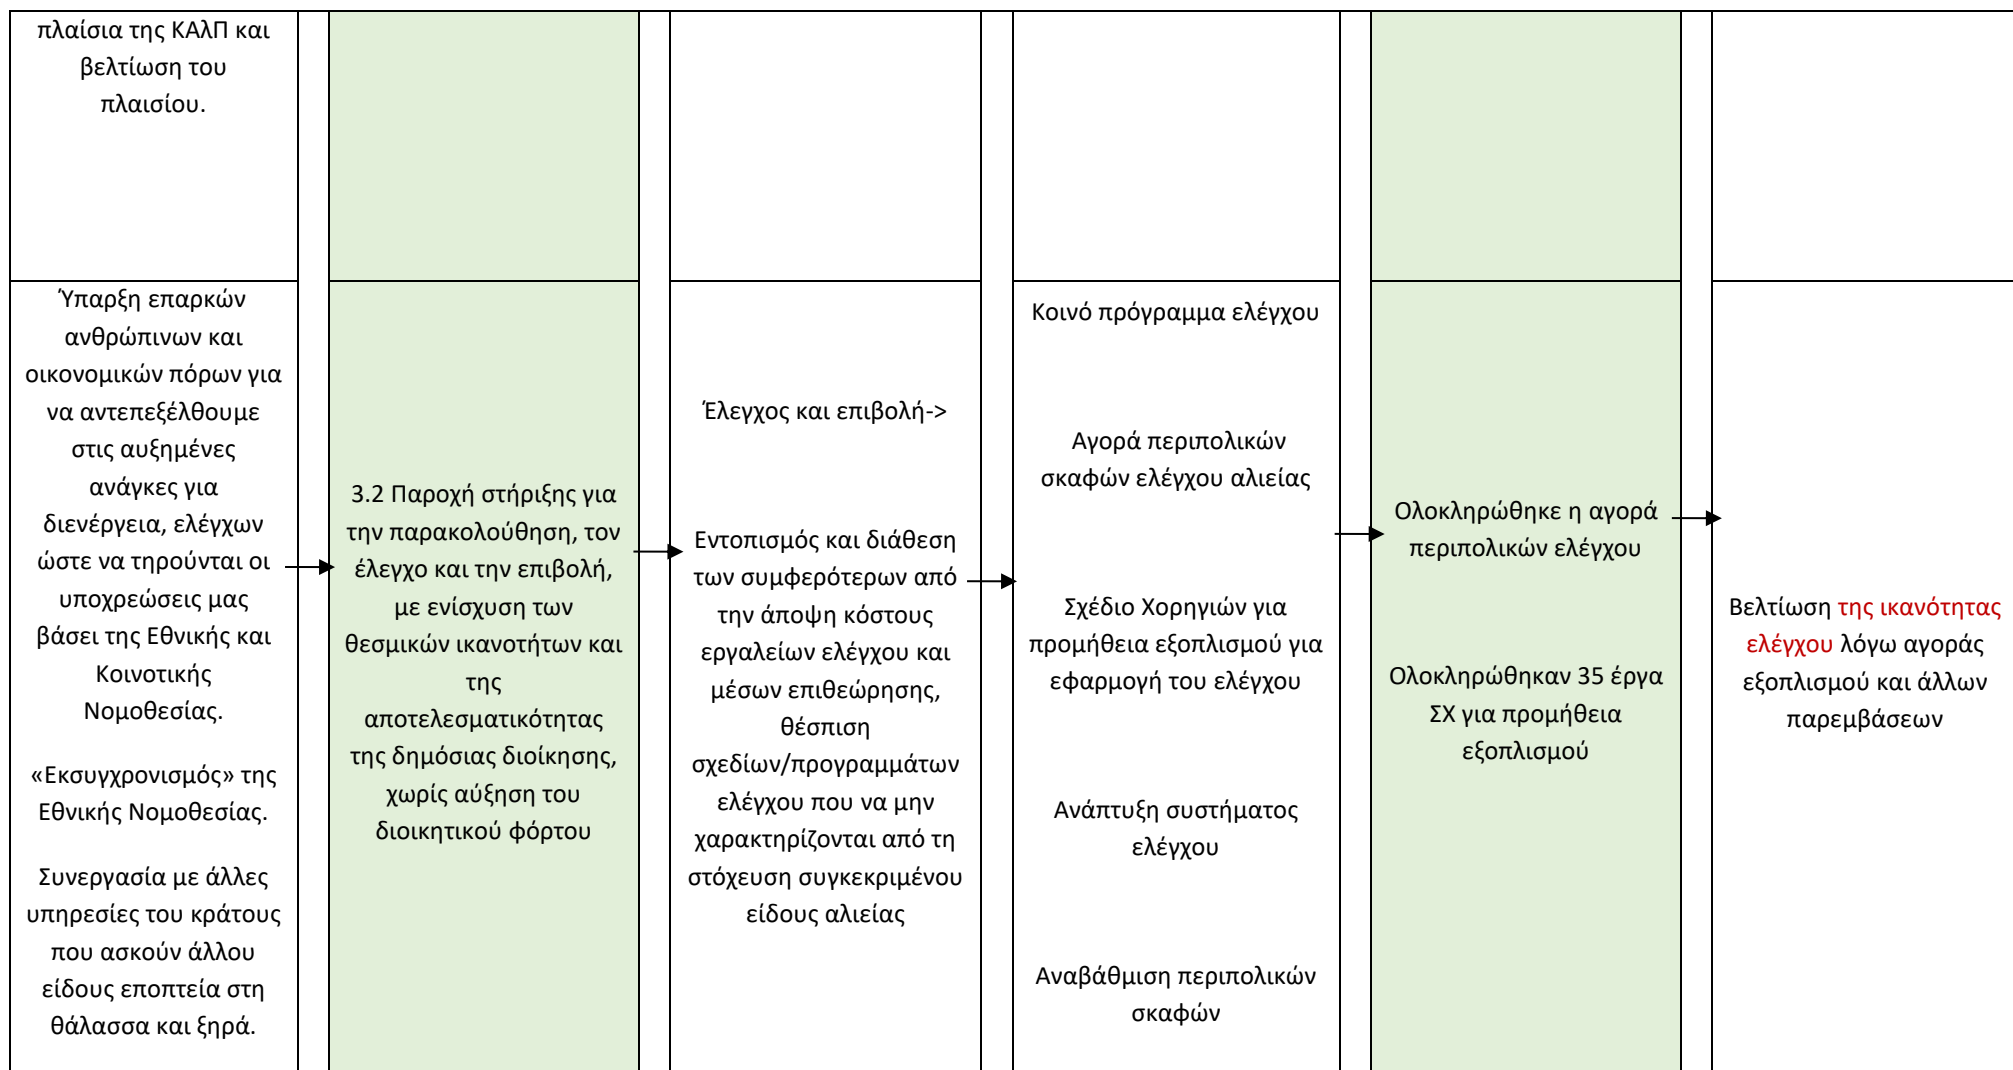 πλαίσια της ΚΑλΠ και
βελτίωση του
πλαισίου.
Ύπαρξη επαρκών
ανθρώπινων και
οικονομικών πόρων για
να αντεπεξέλθουμε
στις αυξημένες
ανάγκες για
διενέργεια, ελέγχων
ώστε να τηρούνται οι
υποχρεώσεις μας
βάσει της Εθνικής και
Κοινοτικής
Νομοθεσίας.
«Εκσυγχρονισμός» της
Εθνικής Νομοθεσίας.
Συνεργασία με άλλες
υπηρεσίες του κράτους
που ασκούν άλλου
είδους εποπτεία στη
θάλασσα και ξηρά.
3.2 Παροχή στήριξης για
την παρακολούθηση, τον
έλεγχο και την επιβολή,
με ενίσχυση των
θεσμικών ικανοτήτων και
της
αποτελεσματικότητας
της δημόσιας διοίκησης,
χωρίς αύξηση του
διοικητικού φόρτου
Έλεγχος και επιβολή->
Εντοπισμός και διάθεση
των συμφερότερων από
την άποψη κόστους
εργαλείων ελέγχου και
μέσων επιθεώρησης,
θέσπιση
σχεδίων/προγραμμάτων
ελέγχου που να μην
χαρακτηρίζονται από τη
στόχευση συγκεκριμένου
είδους αλιείας
Κοινό πρόγραμμα ελέγχου
Αγορά περιπολικών
σκαφών ελέγχου αλιείας
Σχέδιο Χορηγιών για
προμήθεια εξοπλισμού για
εφαρμογή του ελέγχου
Ανάπτυξη συστήματος
ελέγχου
Αναβάθμιση περιπολικών
σκαφών
Ολοκληρώθηκε η αγορά
περιπολικών ελέγχου
Ολοκληρώθηκαν 35 έργα
ΣΧ για προμήθεια
εξοπλισμού
Βελτίωση της ικανότητας
ελέγχου λόγω αγοράς
εξοπλισμού και άλλων
παρεμβάσεων